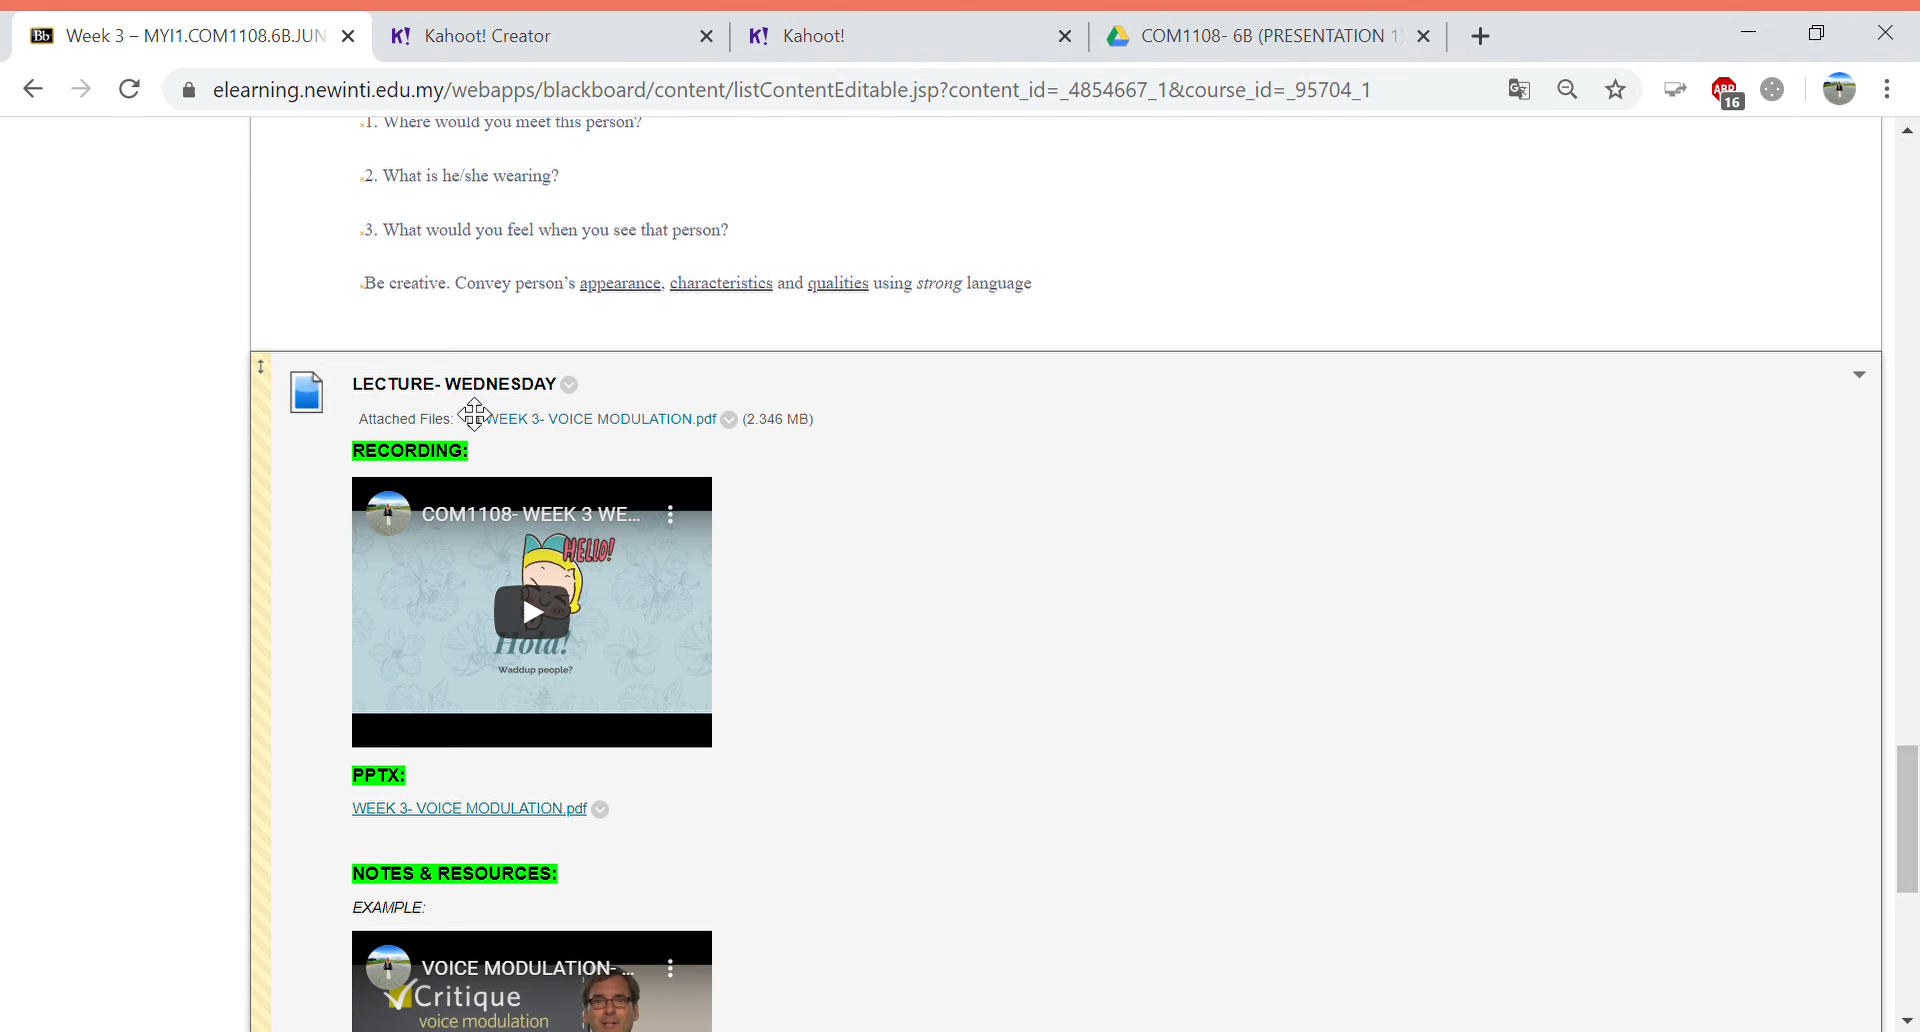 Bb Week 3 – MYI1.COM1108.6B.JUN
K! Kahoot! Creator
K! Kahoot!
COM1108- 6B (PRESENTATION 1
elearning.newinti.edu.my/webapps/blackboard/content/listContentEditable.jsp?content_id=_4854667_1&course_id=_95704_1
ABP
16
1. Where would you meet this person?
2. What is he/she wearing?
3. What would you feel when you see that person?
Be creative. Convey person's appearance, characteristics and qualities using strong language
LECTURE- WEDNESDAY
Attached Files: WEEK 3- VOICE MODULATION.pdf (2.346 MB)
RECORDING:
COM1108- WEEK 3 WE...
HELLO!
Hola!
Waddup people?
PPTX:
WEEK 3- VOICE MODULATION.pdf
NOTES & RESOURCES:
EXAMPLE:
VOICE MODULATION- ...
Critique
voice modulation